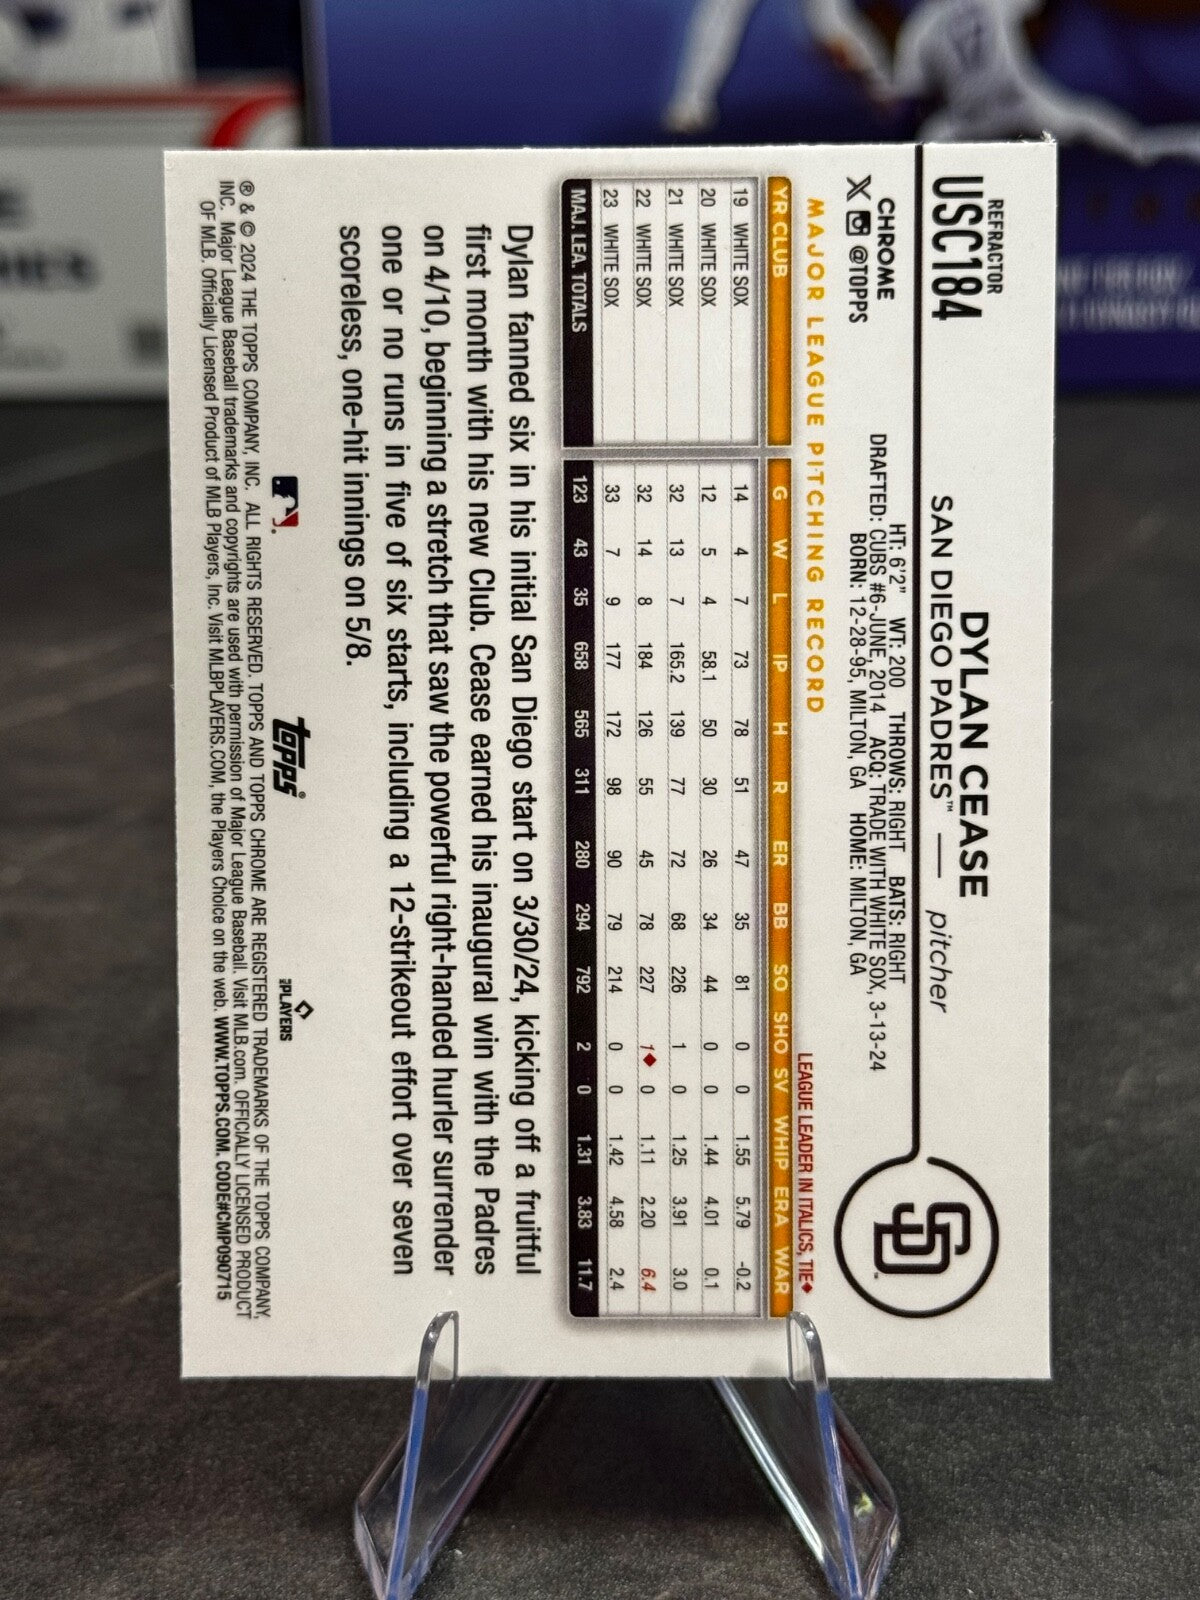 REFRACTOR
USC184
DYLAN CEASE
SAN DIEGO PADRES™ — pitcher
CHROME
@TOPPS
HT: 6'2" WT: 200 THROWS: RIGHT BATS: RIGHT
DRAFTED: CUBS #6-JUNE, 2014 ACQ: TRADE WITH WHITE SOX, 3-13-24
BORN: 12-28-95, MILTON, GA HOME: MILTON, GA
SD
MAJOR LEAGUE PITCHING RECORD
LEAGUE LEADER IN ITALICS, TIE♦
YR CLUB G W L IP H R ER BB SO SHO SV WHIP ERA WAR
19 WHITE SOX 14 4 7 73 78 51 47 35 81 0 0 1.55 5.79 -0.2
20 WHITE SOX 12 5 4 58.1 50 30 26 34 44 0 0 1.44 4.01 0.1
21 WHITE SOX 32 13 7 165.2 139 77 72 68 226 1 0 1.25 3.91 3.0
22 WHITE SOX 32 14 8 184 126 55 45 78 227 1♦ 0 1.11 2.20 6.4
23 WHITE SOX 33 7 9 177 172 98 90 79 214 0 0 1.42 4.58 2.4
MAJ. LEA. TOTALS 123 43 35 658 565 311 280 294 792 2 0 1.31 3.83 11.7
Dylan fanned six in his initial San Diego start on 3/30/24, kicking off a fruitful
first month with his new Club. Cease earned his inaugural win with the Padres
on 4/10, beginning a stretch that saw the powerful right-handed hurler surrender
one or no runs in five of six starts, including a 12-strikeout effort over seven
scoreless, one-hit innings on 5/8.
topps®
PLAYERS
® & © 2024 THE TOPPS COMPANY, INC. ALL RIGHTS RESERVED. TOPPS AND TOPPS CHROME ARE REGISTERED TRADEMARKS OF THE TOPPS COMPANY,
INC. Major League Baseball trademarks and copyrights are used with permission of Major League Baseball. Visit MLB.com. OFFICIALLY LICENSED PRODUCT
OF MLB. Officially Licensed Product of MLB Players, Inc. Visit MLBPLAYERS.COM, the Players Choice on the web. WWW.TOPPS.COM. CODE#CMP090715